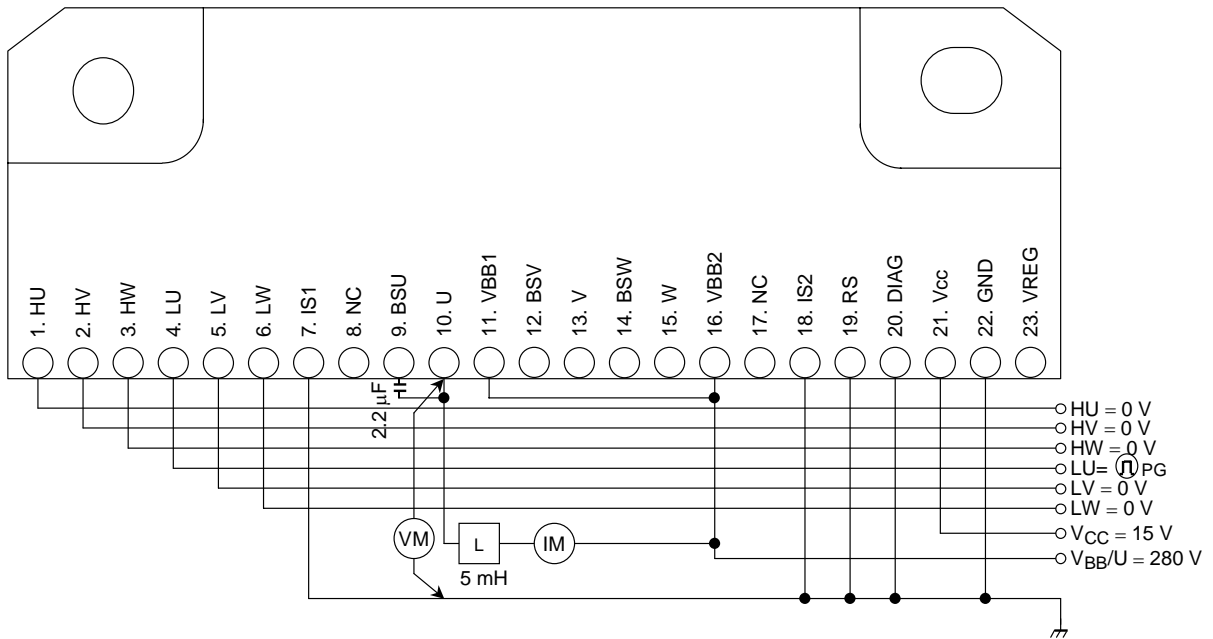 1. HU
2. HV
3. HW
4. LU
5. LV
6. LW
7. IS1
8. NC
9. BSU
10. U
11. VBB1
12. BSV
13. V
14. BSW
15. W
16. VBB2
17. NC
18. IS2
19. RS
20. DIAG
21. Vcc
22. GND
23. VREG
2.2 μF
HU = 0 V
HV = 0 V
HW = 0 V
LU= PG
LV = 0 V
LW = 0 V
VCC = 15 V
VBB/U = 280 V
VM
L
IM
5 mH